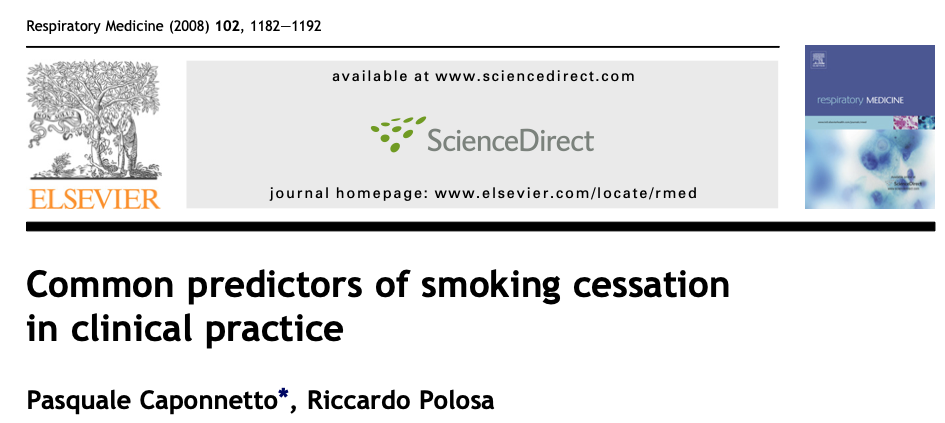 Respiratory Medicine (2008) 102, 1182–1192
available at www.sciencedirect.com
ScienceDirect
journal homepage: www.elsevier.com/locate/rmed
ELSEVIER
respiratory MEDICINE
Common predictors of smoking cessation
in clinical practice
Pasquale Caponnetto*, Riccardo Polosa